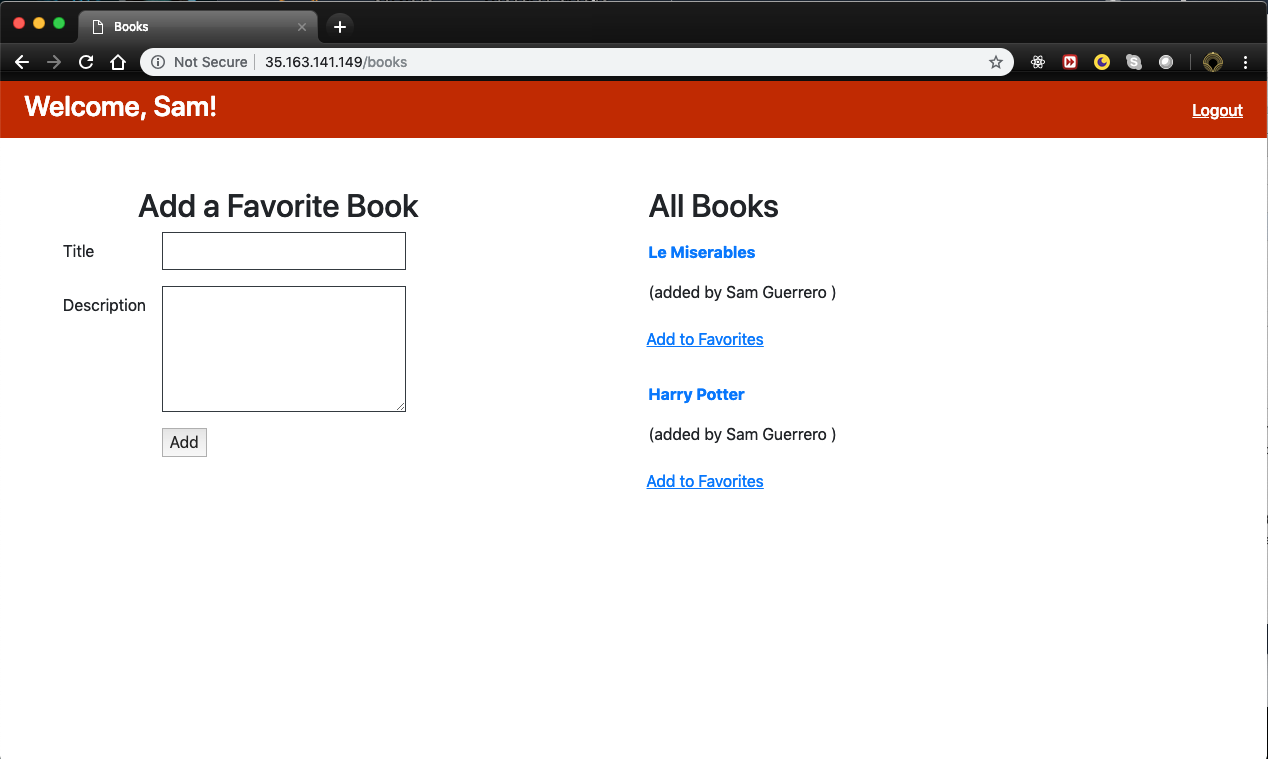 Books
Not Secure 35.163.141.149/books
Welcome, Sam!
Logout
Add a Favorite Book
Title
Description
Add
All Books
Le Miserables
(added by Sam Guerrero )
Add to Favorites
Harry Potter
(added by Sam Guerrero )
Add to Favorites